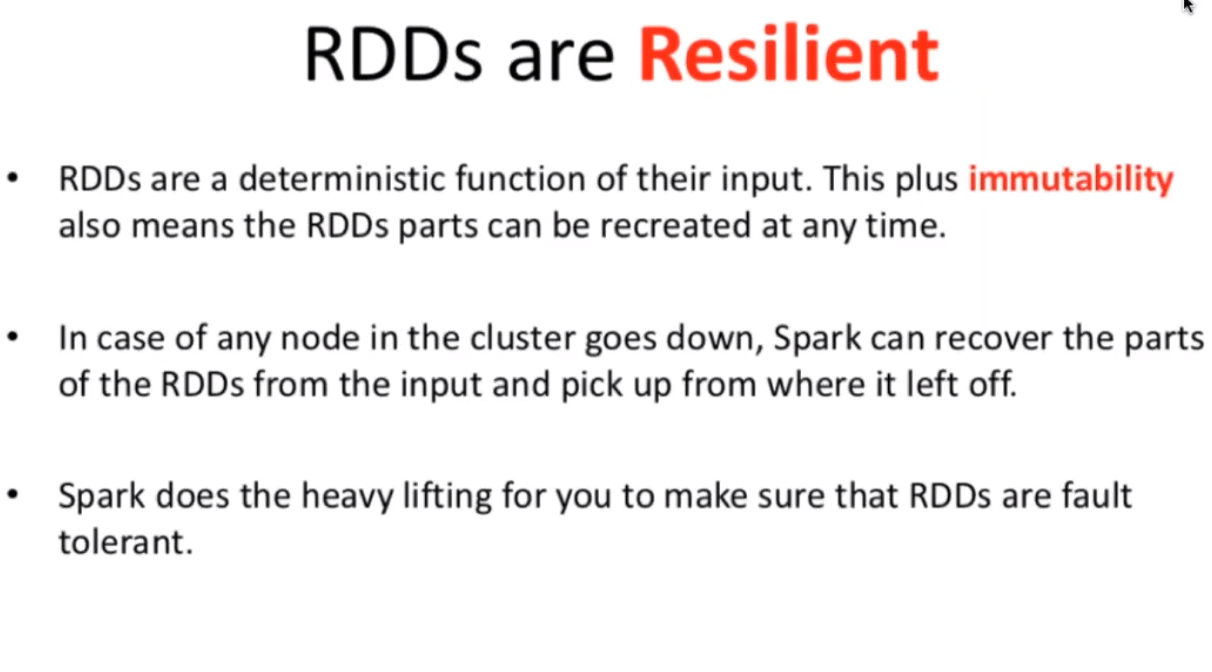 RDDs are Resilient
• RDDs are a deterministic function of their input. This plus immutability
also means the RDDs parts can be recreated at any time.
• In case of any node in the cluster goes down, Spark can recover the parts
of the RDDs from the input and pick up from where it left off.
• Spark does the heavy lifting for you to make sure that RDDs are fault
tolerant.